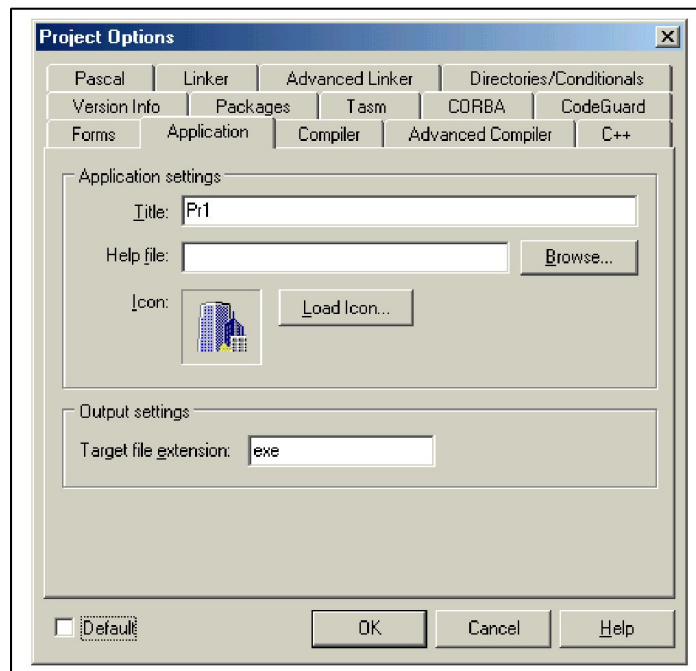 Project Options
Pascal Linker Advanced Linker Directories/Conditionals
Version Info Packages Tasm CORBA CodeGuard
Forms Application Compiler Advanced Compiler C++
Application settings
Title: Pr1
Help file: Browse...
Icon: Load Icon...
Output settings
Target file extension: exe
Default OK Cancel Help